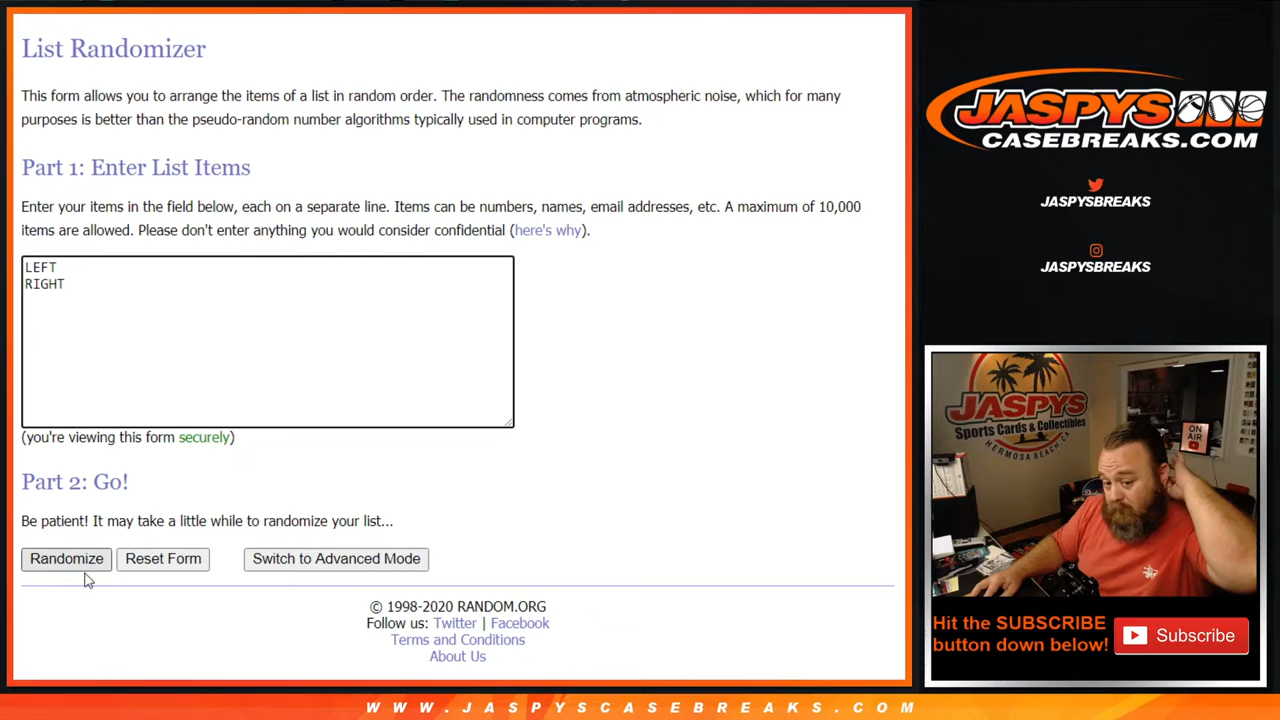 List Randomizer
This form allows you to arrange the items of a list in random order. The randomness comes from atmospheric noise, which for many
purposes is better than the pseudo-random number algorithms typically used in computer programs.
Part 1: Enter List Items
Enter your items in the field below, each on a separate line. Items can be numbers, names, email addresses, etc. A maximum of 10,000
items are allowed. Please don't enter anything you would consider confidential (here's why).
LEFT
RIGHT
(you're viewing this form securely)
Part 2: Go!
Be patient! It may take a little while to randomize your list...
Randomize Reset Form Switch to Advanced Mode
© 1998-2020 RANDOM.ORG
Follow us: Twitter | Facebook
Terms and Conditions
About Us
JASPYS
CASEBREAKS.COM
JASPYSBREAKS
JASPYSBREAKS
JASPYS
Sports Cards & Collectibles
HERMOSA REACH, CA
ON
AIR
Hit the SUBSCRIBE
button down below!
Subscribe
WWW.JASPYSCASEBREAKS.COM